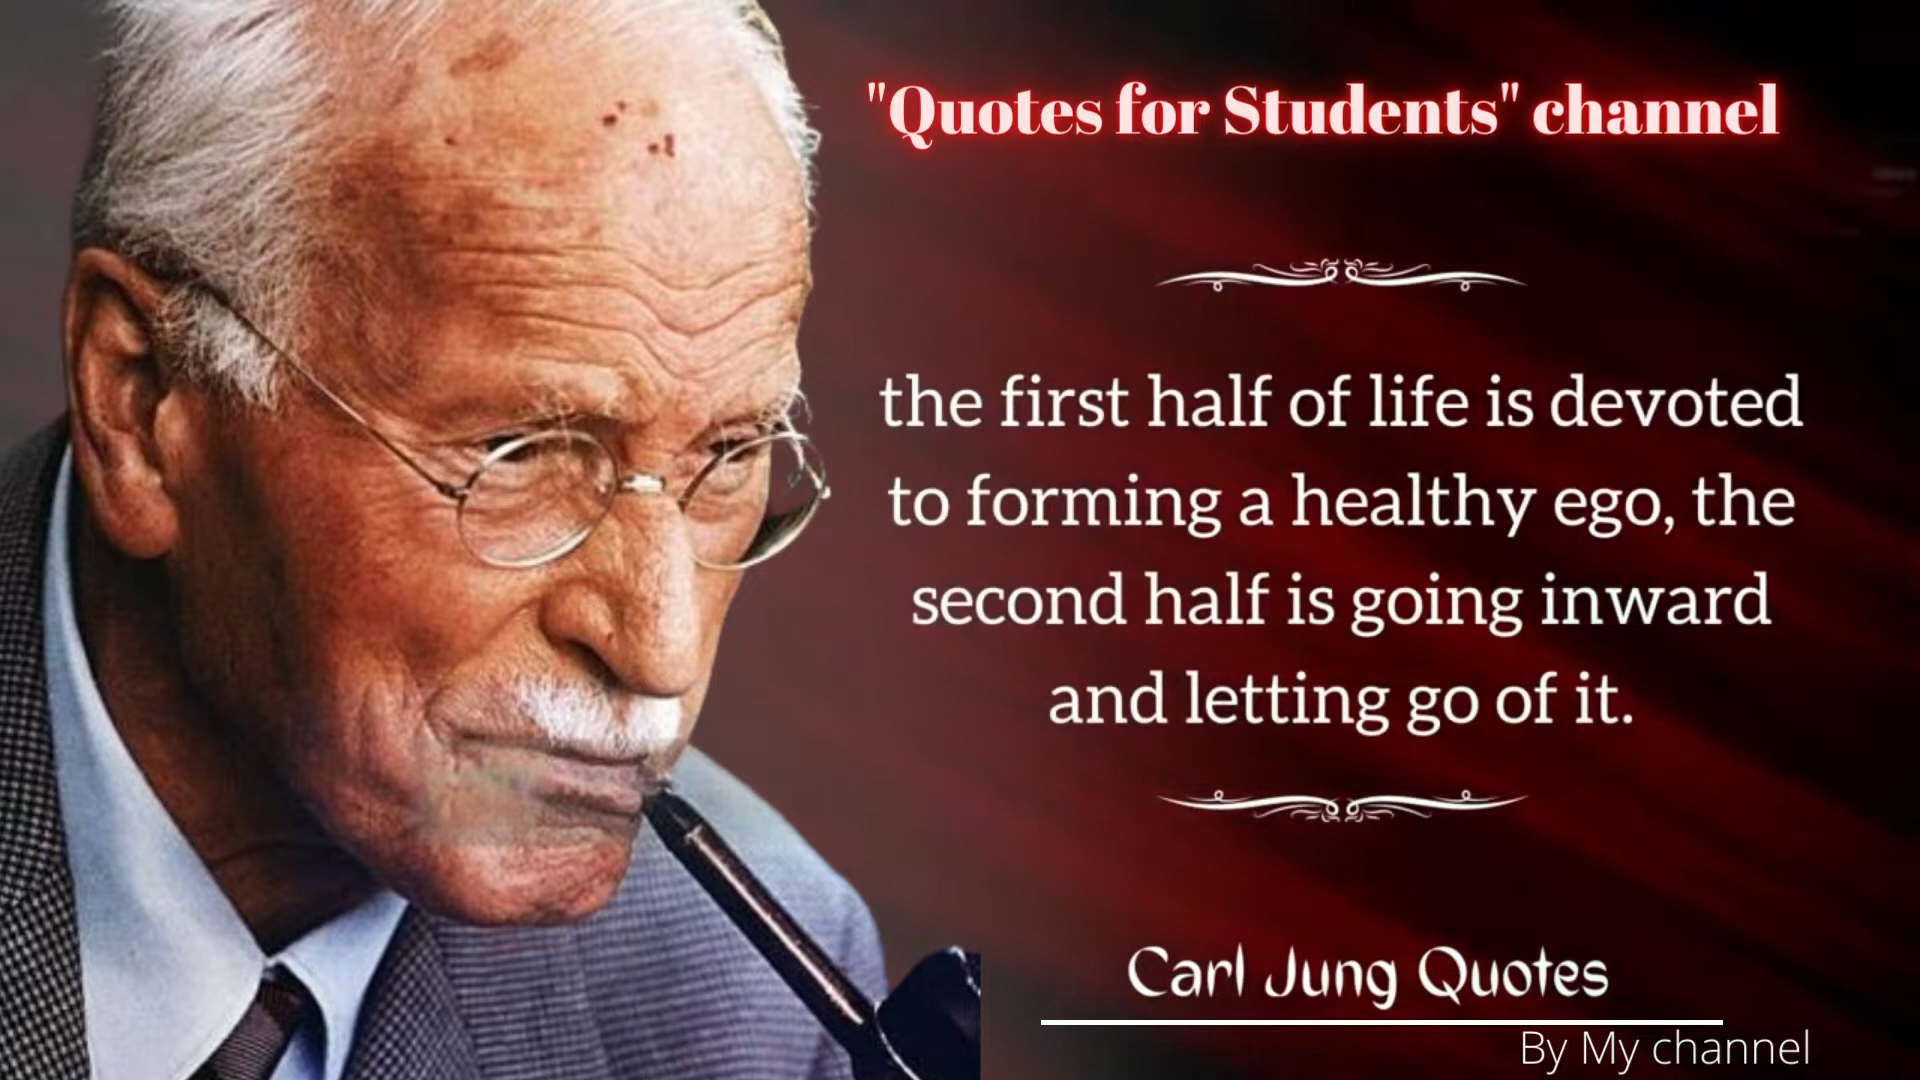 "Quotes for Students" channel
the first half of life is devoted
to forming a healthy ego, the
second half is going inward
and letting go of it.
Carl Jung Quotes
By My channel